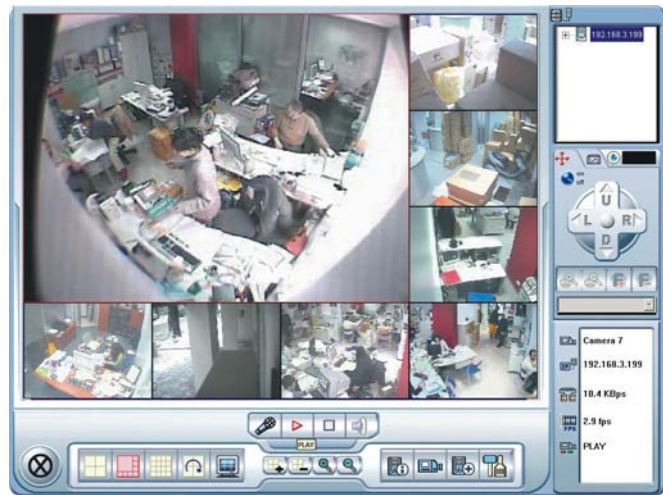 192.168.3.199
on
off
U
L
R
D
Camera 7
192.168.3.199
10.4 KBps
FPS
2.9 fps
PLAY
PLAY